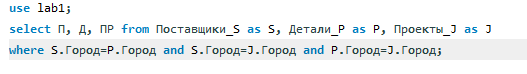 use lab1;
select П, Д, ПР from Поставщики_S as S, Детали_P as P, Проекты_J as J
where S.Город=P.Город and S.Город=J.Город and P.Город=J.Город;